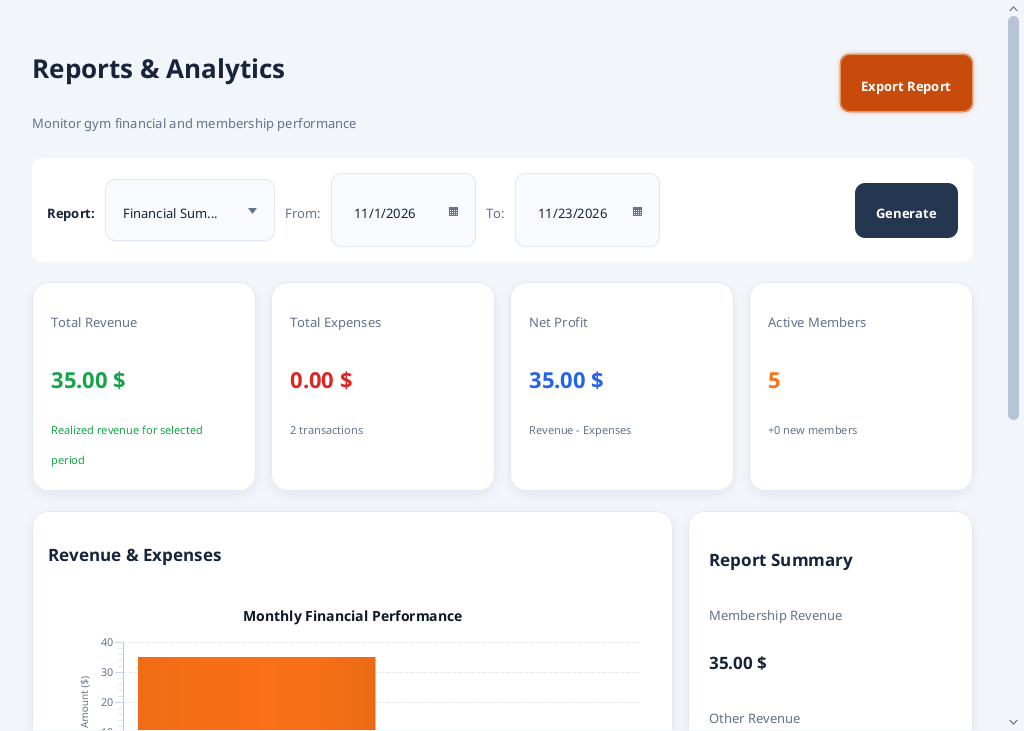 Reports & Analytics
Export Report
Monitor gym financial and membership performance
Report: Financial Sum... From: 11/1/2026 To: 11/23/2026 Generate
Total Revenue
35.00 $
Realized revenue for selected
period
Total Expenses
0.00 $
2 transactions
Net Profit
35.00 $
Revenue - Expenses
Active Members
5
+0 new members
Revenue & Expenses
Monthly Financial Performance
40
30
20
Amount ($)
Report Summary
Membership Revenue
35.00 $
Other Revenue